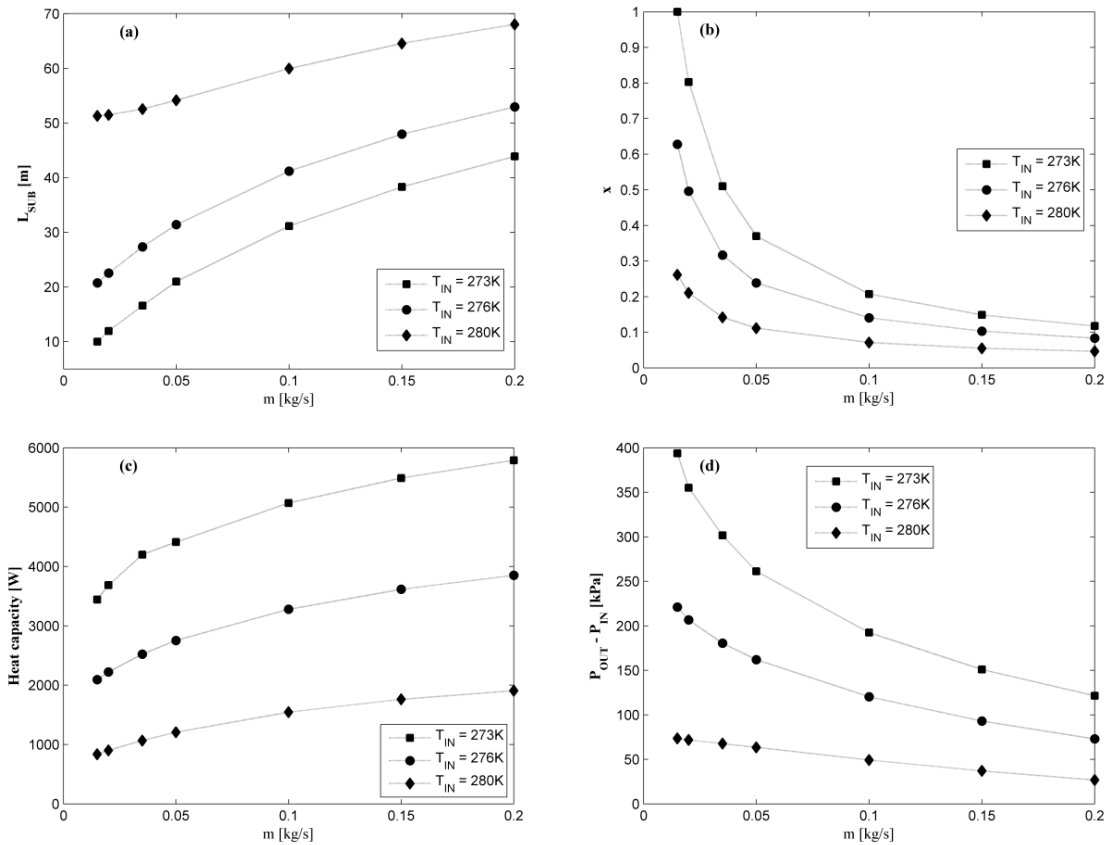 (a)
70
60
50
40
30
20
10
L_SUB [m]
T_IN = 273K
T_IN = 276K
T_IN = 280K
0 0.05 0.1 0.15 0.2
m [kg/s]
(b)
1
0.9
0.8
0.7
0.6
0.5
0.4
0.3
0.2
0.1
0
x
T_IN = 273K
T_IN = 276K
T_IN = 280K
0 0.05 0.1 0.15 0.2
m [kg/s]
(c)
6000
5000
4000
3000
2000
1000
0
Heat capacity [W]
T_IN = 273K
T_IN = 276K
T_IN = 280K
0 0.05 0.1 0.15 0.2
m [kg/s]
(d)
400
350
300
250
200
150
100
50
0
P_OUT - P_IN [kPa]
T_IN = 273K
T_IN = 276K
T_IN = 280K
0 0.05 0.1 0.15 0.2
m [kg/s]